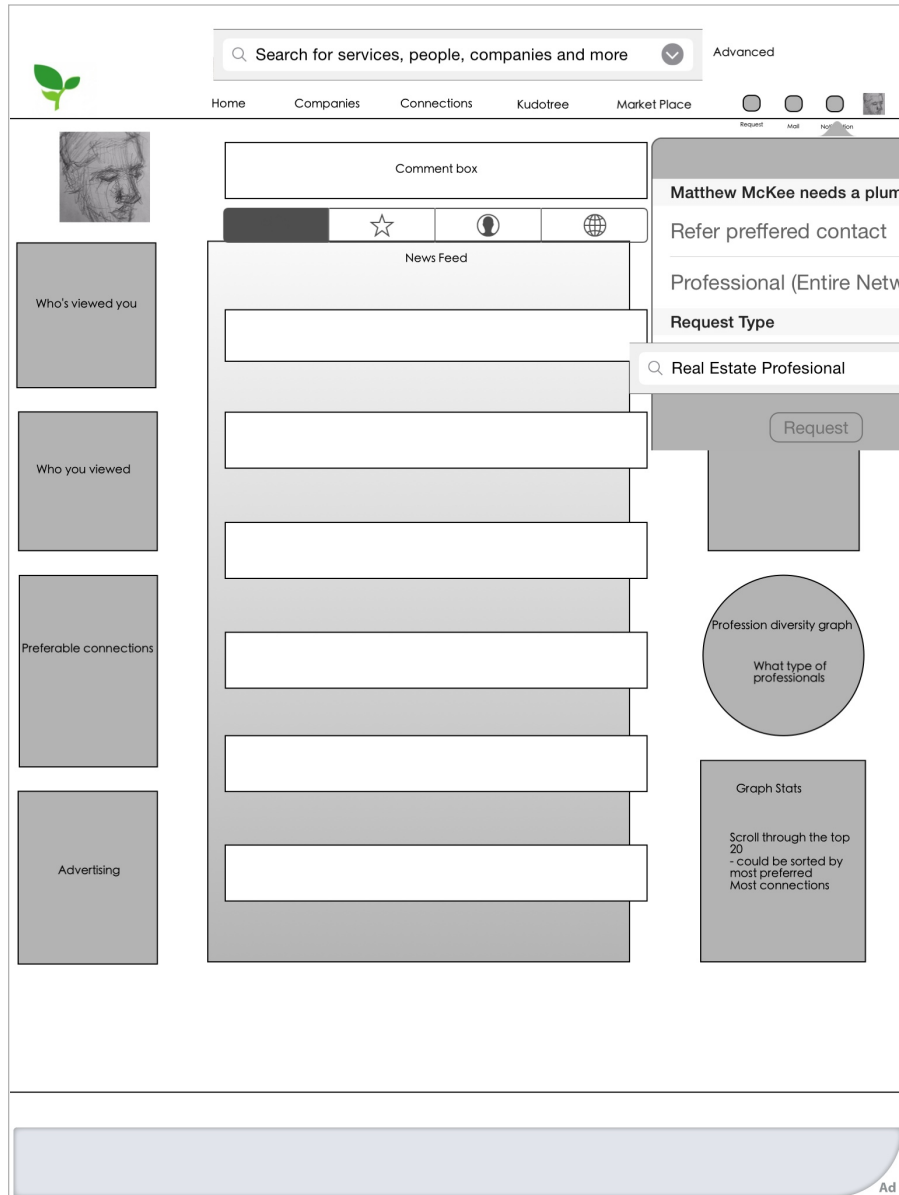 Search for services, people, companies and more
Advanced
Home Companies Connections Kudotree Market Place
Request Mail
Comment box
Matthew McKee needs a plum
Refer preffered contact
News Feed
Professional (Entire Netw
Who's viewed you
Request Type
Real Estate Profesional
Request
Who you viewed
Profession diversity graph
What type of
professionals
Preferable connections
Graph Stats
Scroll through the top
20
- could be sorted by
most preferred
Most connections
Advertising
Ad